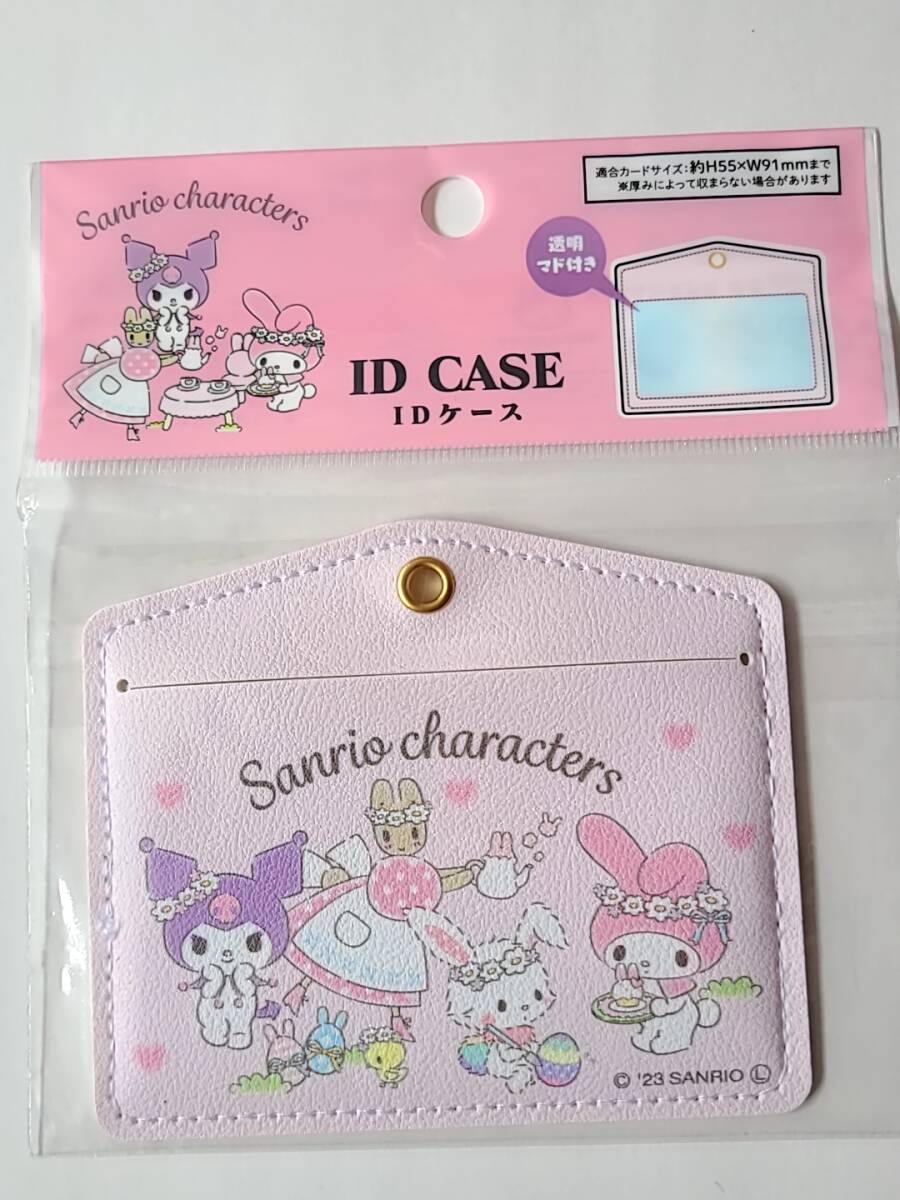 Sanrio characters
適合カードサイズ:約H55×W91mmまで
※厚みによって収まらない場合があります
透明
マド付き
ID CASE
IDケース
Sanrio characters
© '23 SANRIO Ⓛ